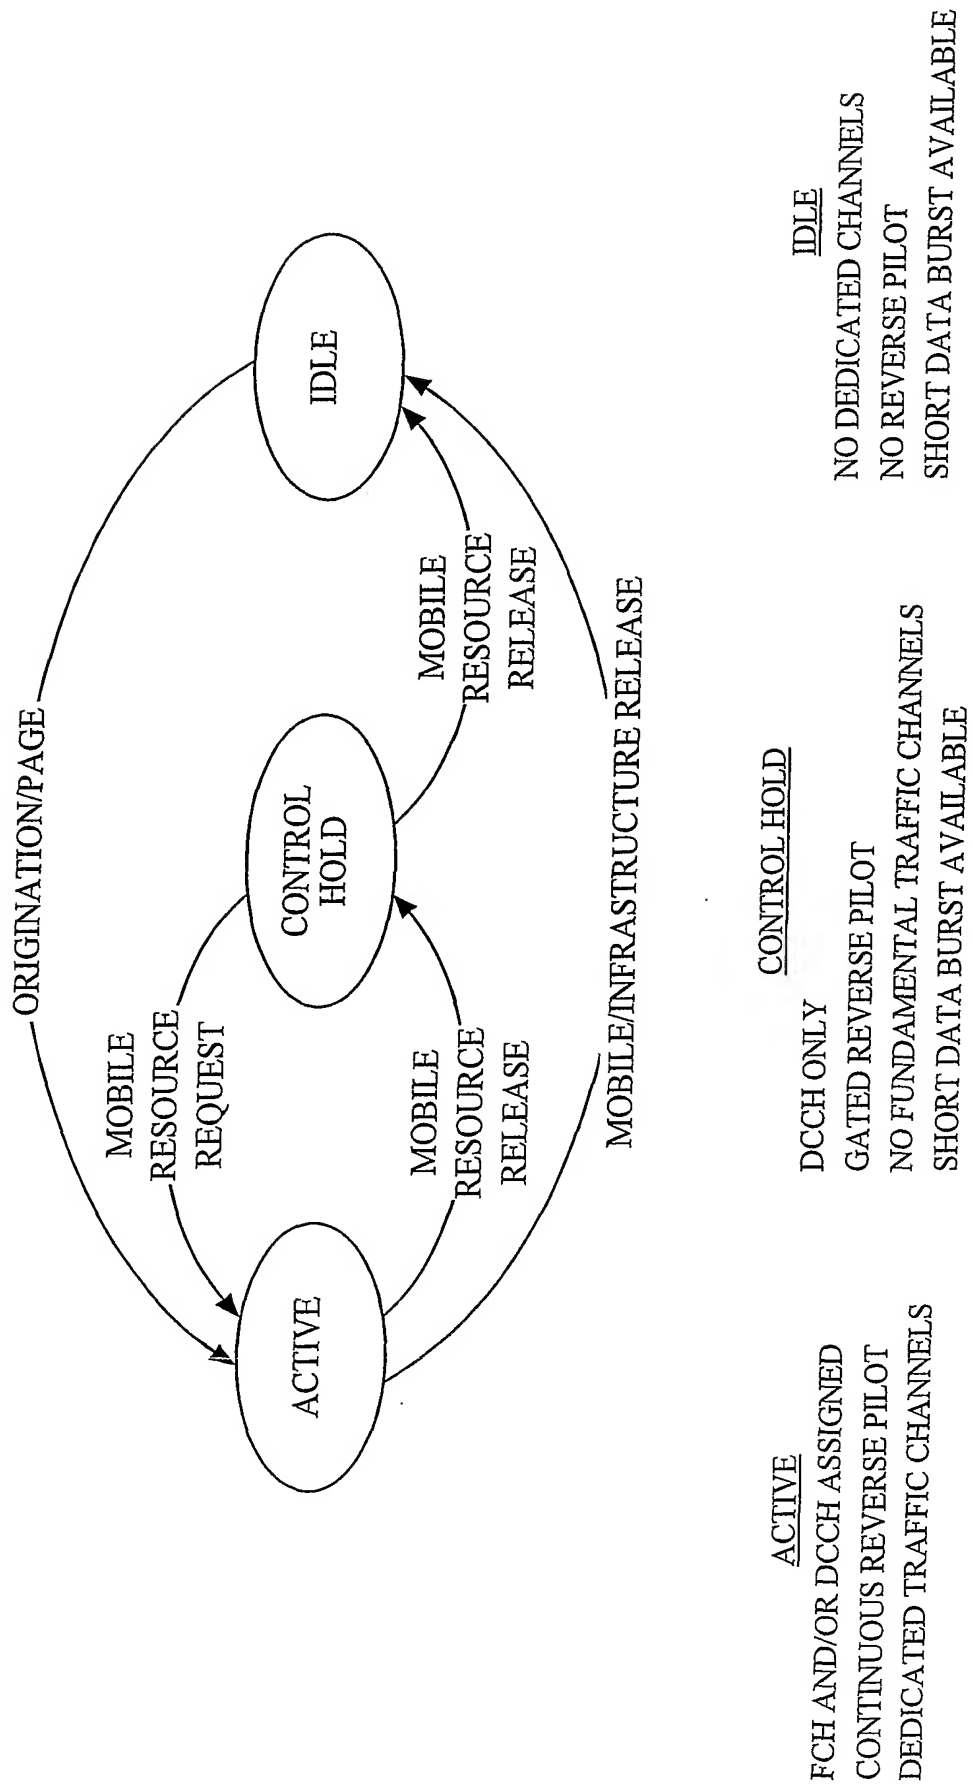 ORIGINATION/PAGE
MOBILE
RESOURCE
REQUEST
ACTIVE
CONTROL
HOLD
IDLE
MOBILE
RESOURCE
RELEASE
MOBILE
RESOURCE
RELEASE
MOBILE/INFRASTRUCTURE RELEASE
ACTIVE
FCH AND/OR DCCH ASSIGNED
CONTINUOUS REVERSE PILOT
DEDICATED TRAFFIC CHANNELS
CONTROL HOLD
DCCH ONLY
GATED REVERSE PILOT
NO FUNDAMENTAL TRAFFIC CHANNELS
SHORT DATA BURST AVAILABLE
IDLE
NO DEDICATED CHANNELS
NO REVERSE PILOT
SHORT DATA BURST AVAILABLE